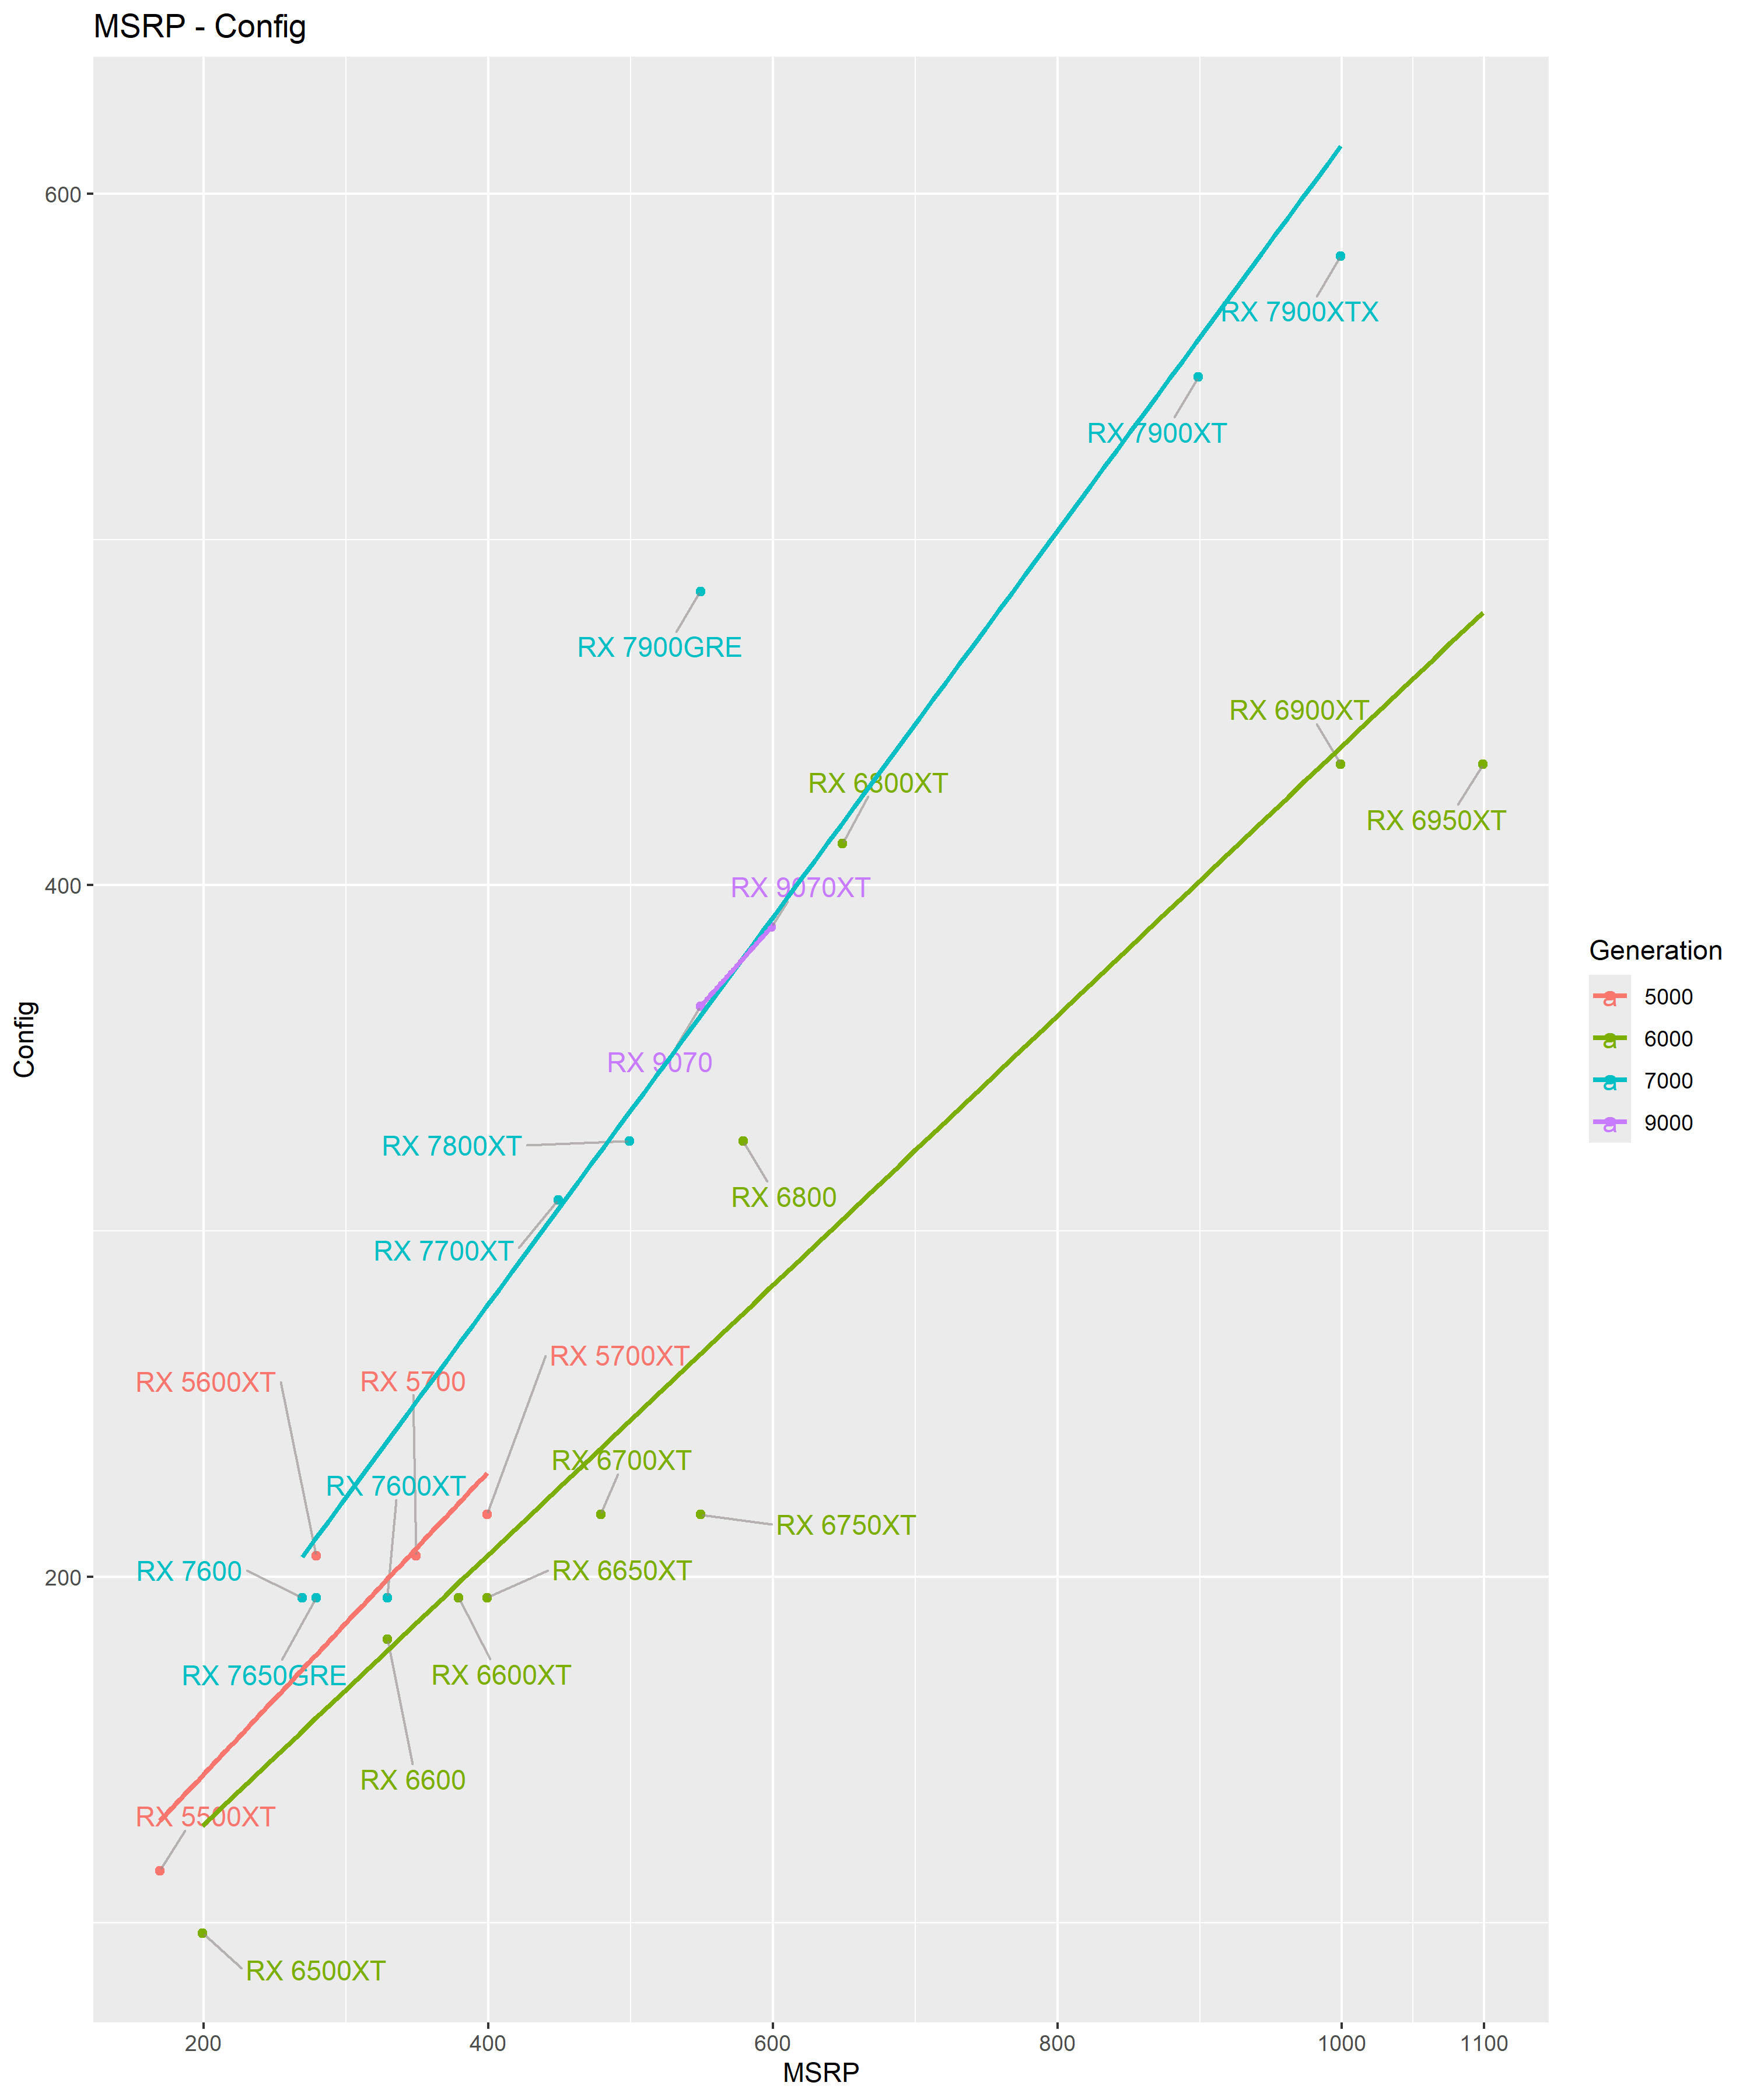 MSRP - Config
600
RX 7900XTX
RX 7900XT
RX 7900GRE
RX 6900XT
RX 6800XT
RX 6950XT
400
RX 9070XT
Generation
a 5000
a 6000
a 7000
a 9000
Config
RX 9070
RX 7800XT
RX 6800
RX 7700XT
RX 5700XT
RX 5600XT
RX 5700
RX 6700XT
RX 7600XT
RX 6750XT
200
RX 7600
RX 6650XT
RX 7650GRE
RX 6600XT
RX 6600
RX 5500XT
RX 6500XT
200
400
600
800
1000
1100
MSRP